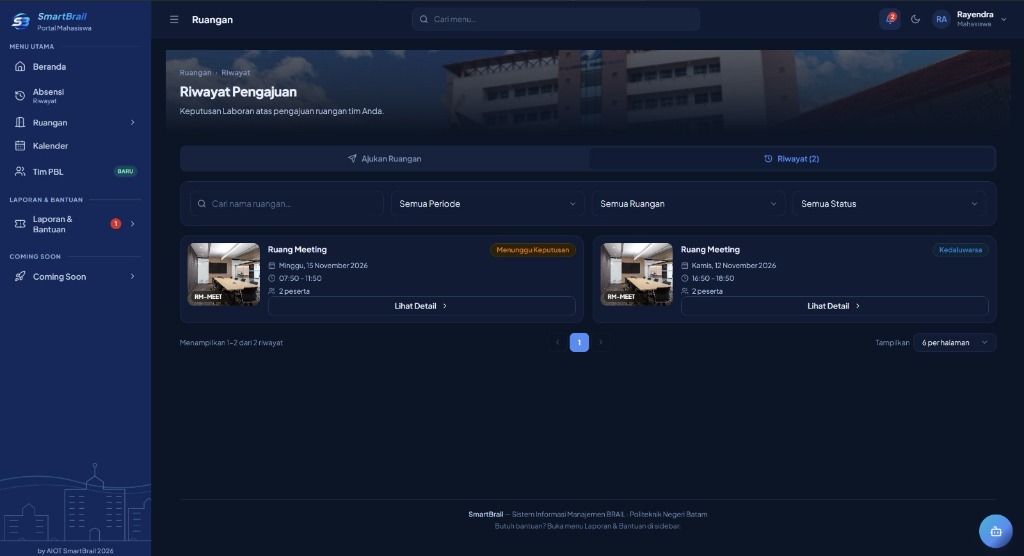 SmartBrail
Portal Mahasiswa
MENU UTAMA
Beranda
Absensi
Riwayat
Ruangan
Kalender
Tim PBL
BARU
LAPORAN & BANTUAN
Laporan &
Bantuan
1
COMING SOON
Coming Soon
by AIOT SmartBrail 2026
Ruangan
Cari menu...
2
RA
Rayendra
Mahasiswa
Ruangan › Riwayat
Riwayat Pengajuan
Keputusan Laboran atas pengajuan ruangan tim Anda.
Ajukan Ruangan
Riwayat (2)
Cari nama ruangan...
Semua Periode
Semua Ruangan
Semua Status
RM-MEET
Ruang Meeting
Menunggu Keputusan
Minggu, 15 November 2026
07:50 - 11:50
2 peserta
Lihat Detail
RM-MEET
Ruang Meeting
Kedaluwarsa
Kamis, 12 November 2026
16:50 - 18:50
2 peserta
Lihat Detail
Menampilkan 1-2 dari 2 riwayat
1
Tampilkan
6 per halaman
SmartBrail — Sistem Informasi Manajemen BRAIL · Politeknik Negeri Batam
Butuh bantuan? Buka menu Laporan & Bantuan di sidebar.